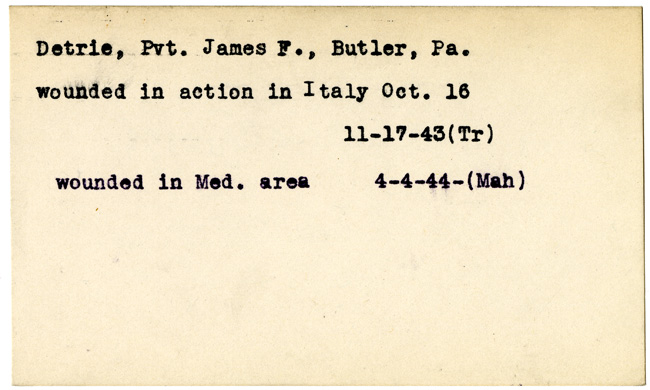 Detrie, Pvt. James F., Butler, Pa.
wounded in action in Italy Oct. 16
11-17-43(Tr)
wounded in Med. area 4-4-44-(Mah)